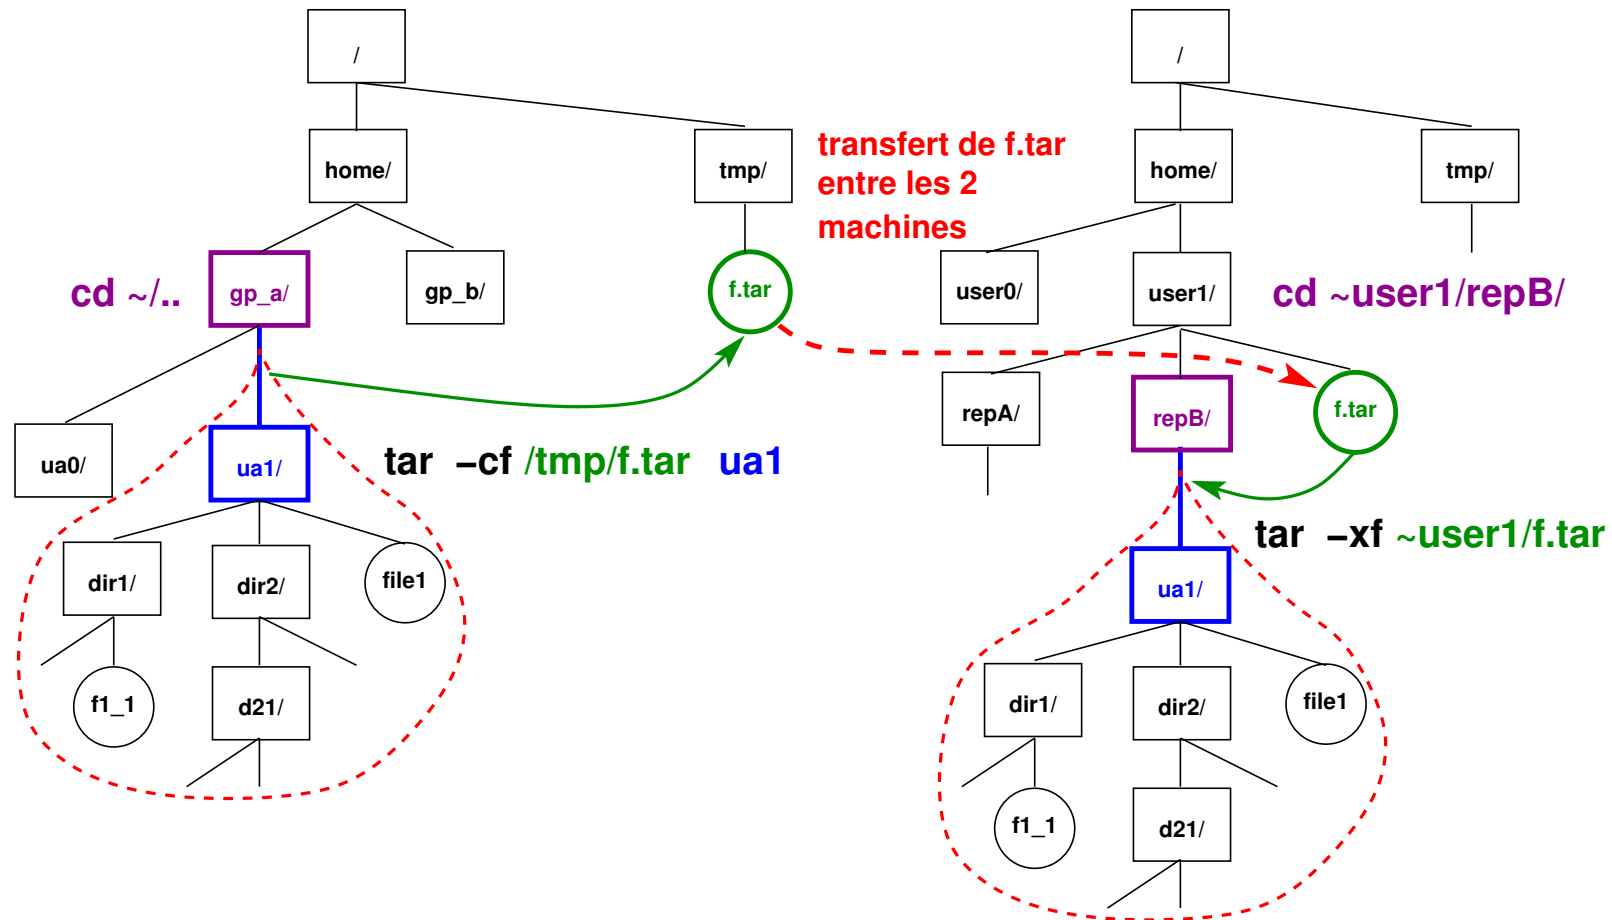 /
home/
tmp/
transfert de f.tar
entre les 2
machines
cd ~/..
gp_a/
gp_b/
f.tar
ua0/
ua1/
tar –cf /tmp/f.tar ua1
dir1/
dir2/
file1
f1_1
d21/
/
home/
tmp/
user0/
user1/
cd ~user1/repB/
repA/
repB/
f.tar
tar –xf ~user1/f.tar
ua1/
dir1/
dir2/
file1
f1_1
d21/